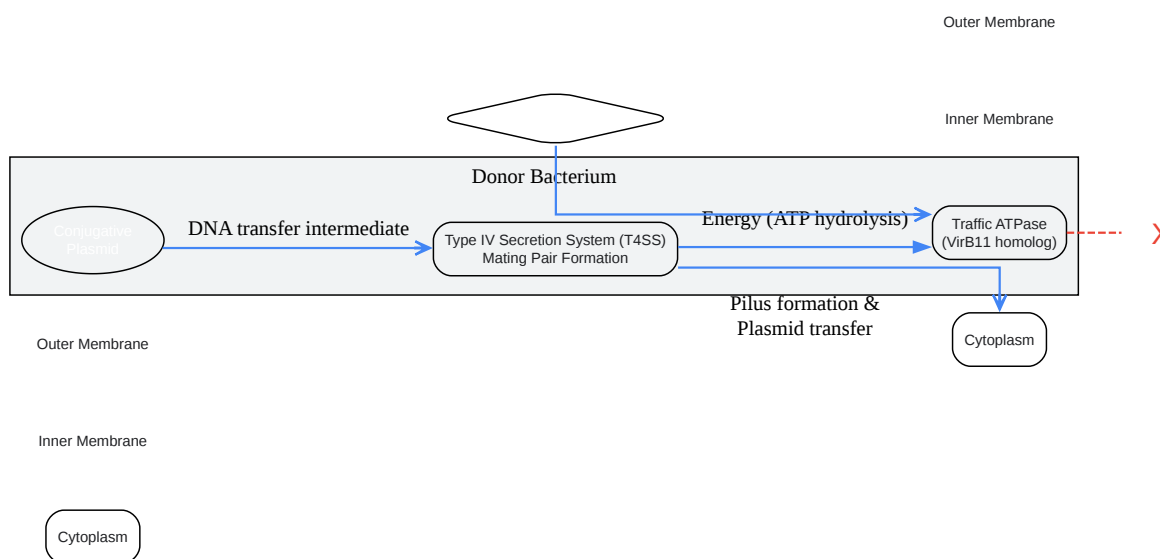 Outer Membrane
Inner Membrane
Donor Bacterium
Conjugative
Plasmid
DNA transfer intermediate
Type IV Secretion System (T4SS)
Mating Pair Formation
Energy (ATP hydrolysis)
Traffic ATPase
(VirB11 homolog)
X
Pilus formation &
Plasmid transfer
Cytoplasm
Outer Membrane
Inner Membrane
Cytoplasm